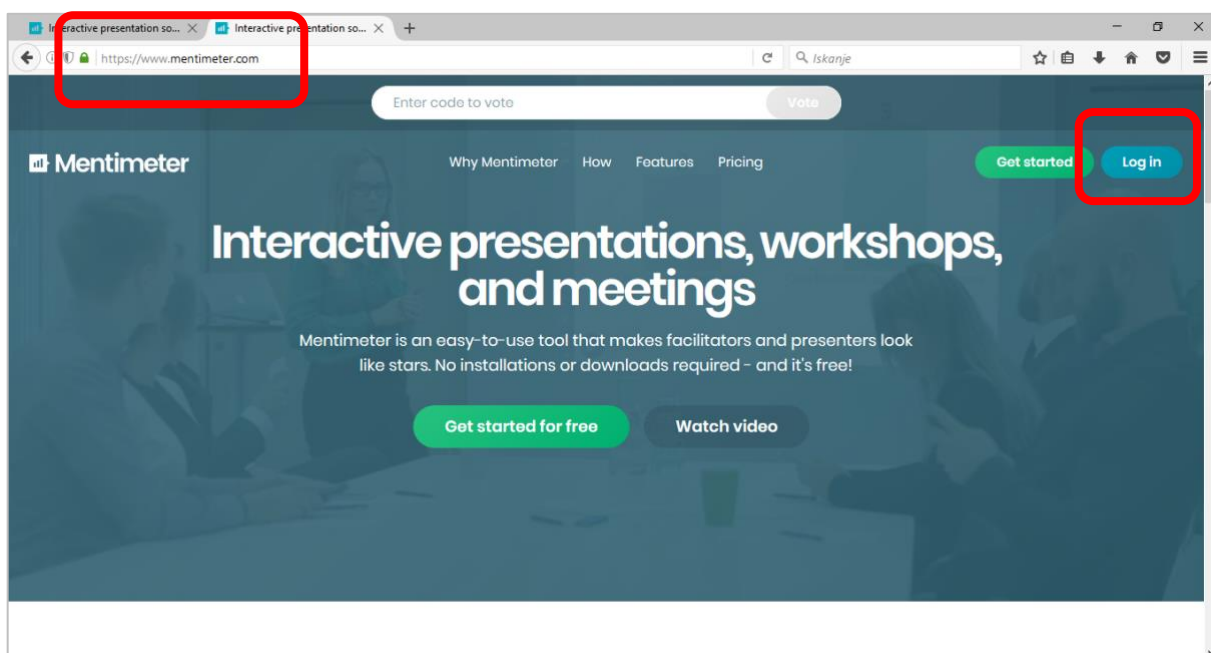 Interactive presentation so... Interactive presentation so...
https://www.mentimeter.com Iskanje
Enter code to vote Vote
Mentimeter Why Mentimeter How Features Pricing Get started Log in
Interactive presentations, workshops,
and meetings
Mentimeter is an easy-to-use tool that makes facilitators and presenters look
like stars. No installations or downloads required - and it's free!
Get started for free Watch video